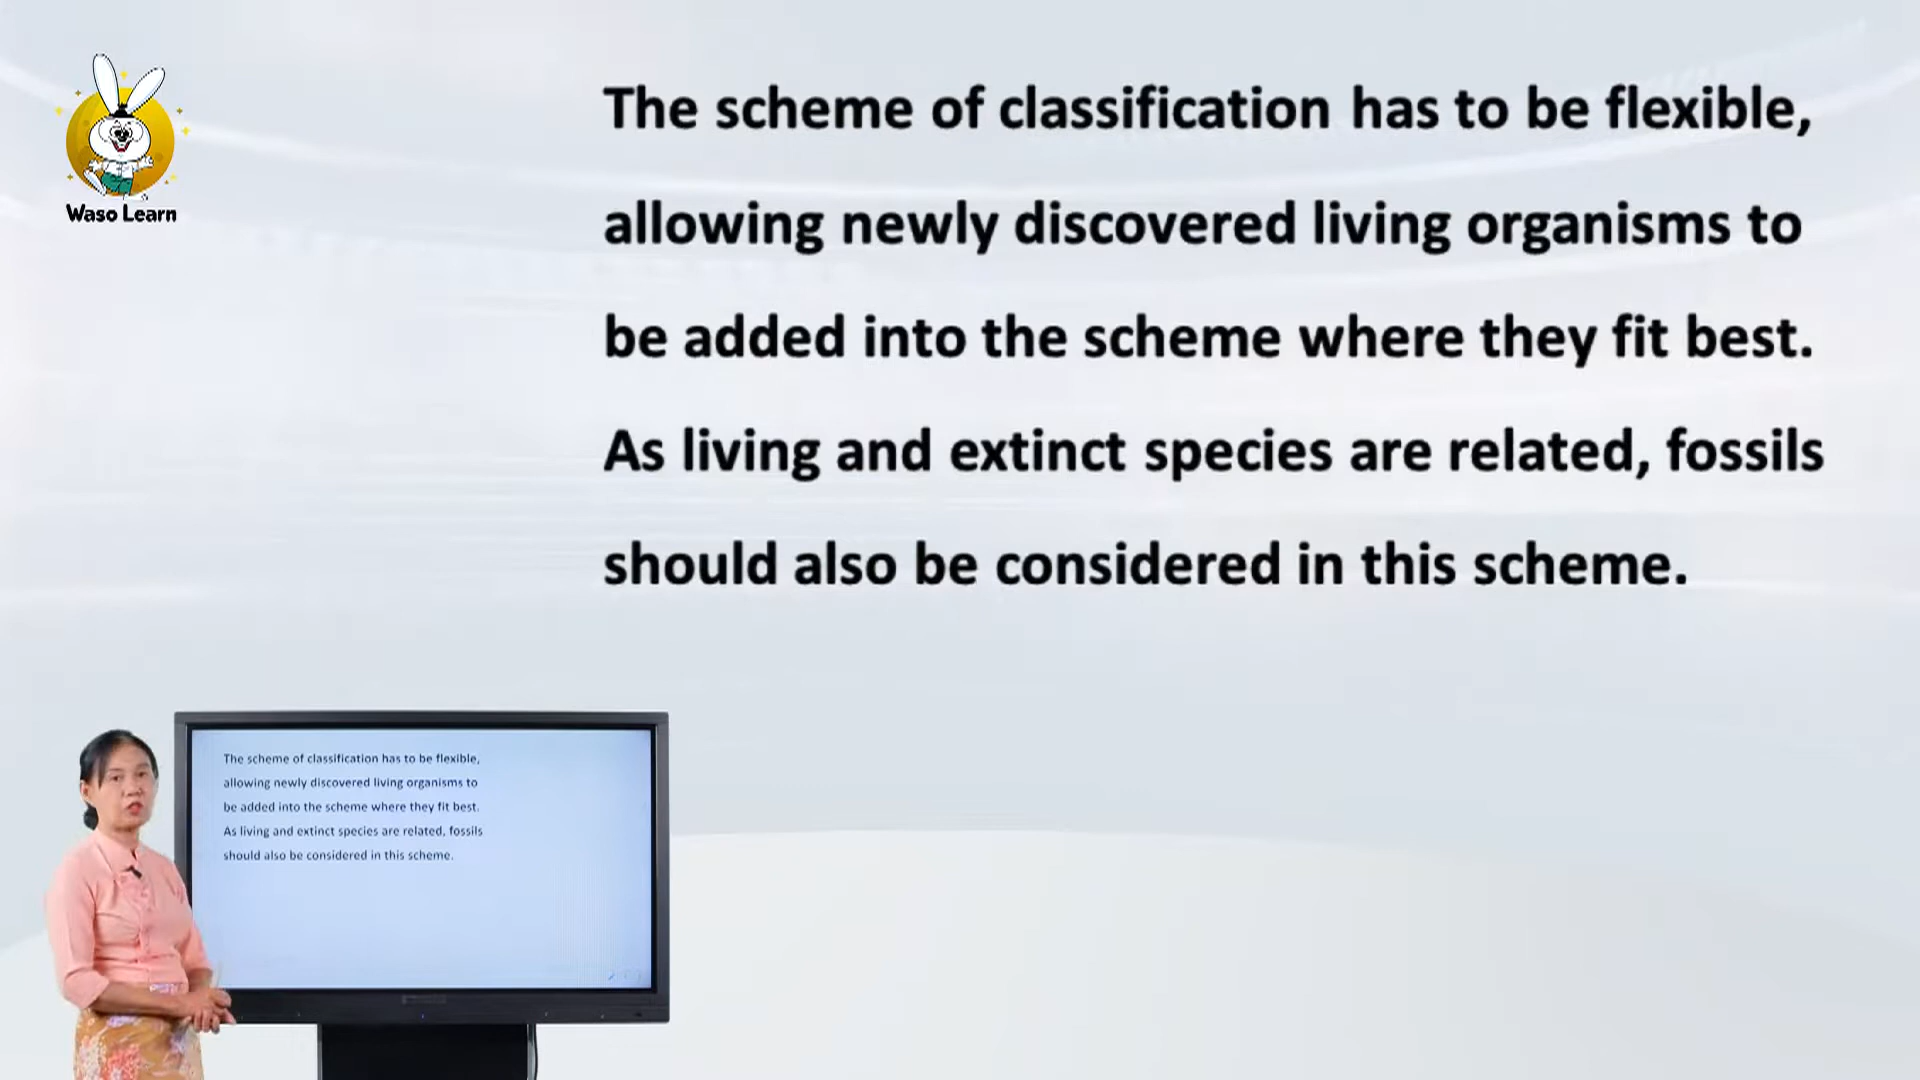 Waso Learn
The scheme of classification has to be flexible,
allowing newly discovered living organisms to
be added into the scheme where they fit best.
As living and extinct species are related, fossils
should also be considered in this scheme.
The scheme of classification has to be flexible,
allowing newly discovered living organisms to
be added into the scheme where they fit best.
As living and extinct species are related, fossils
should also be considered in this scheme.